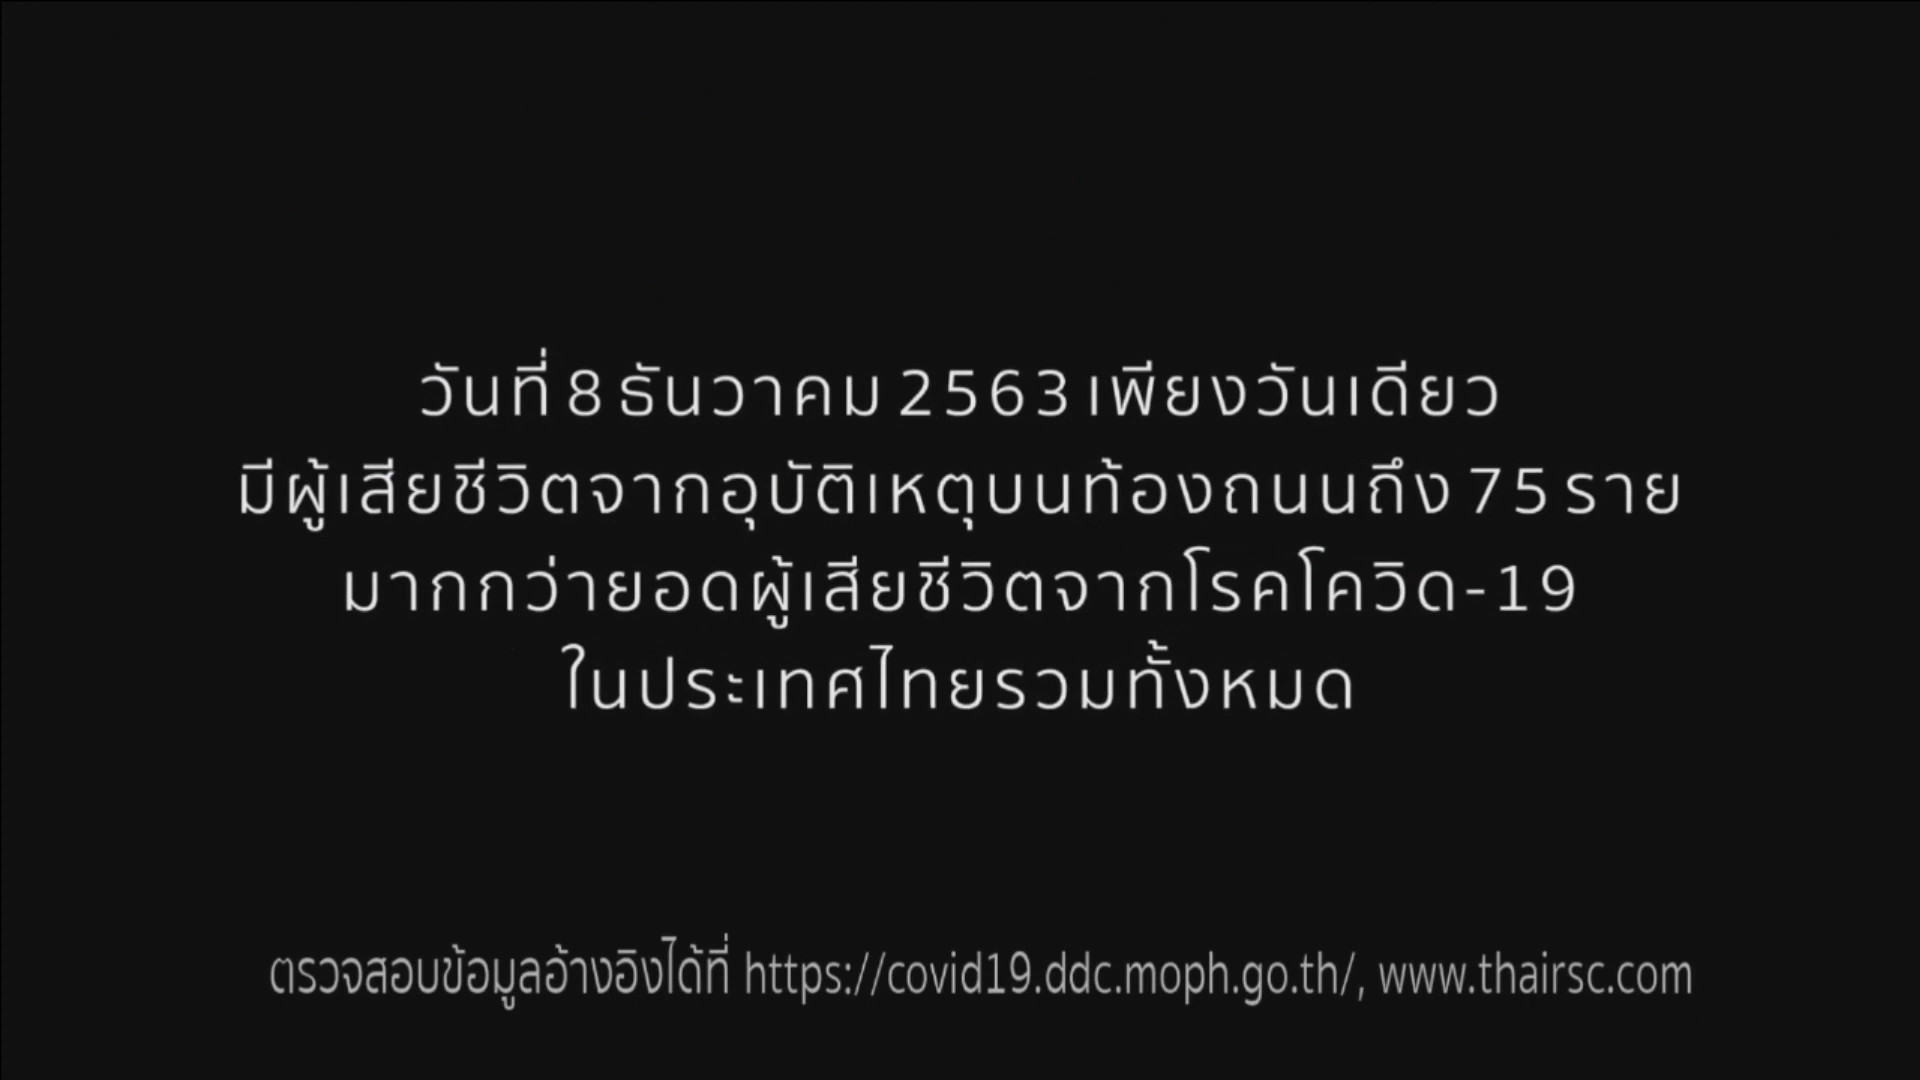 วันที่ 8 ธันวาคม 2563 เพียงวันเดียว
มีผู้เสียชีวิตจากอุบัติเหตุบนท้องถนนถึง 75 ราย
มากกว่ายอดผู้เสียชีวิตจากโรคโควิด-19
ในประเทศไทยรวมทั้งหมด
ตรวจสอบข้อมูลอ้างอิงได้ที่ https://covid19.ddc.moph.go.th/, www.thairsc.com